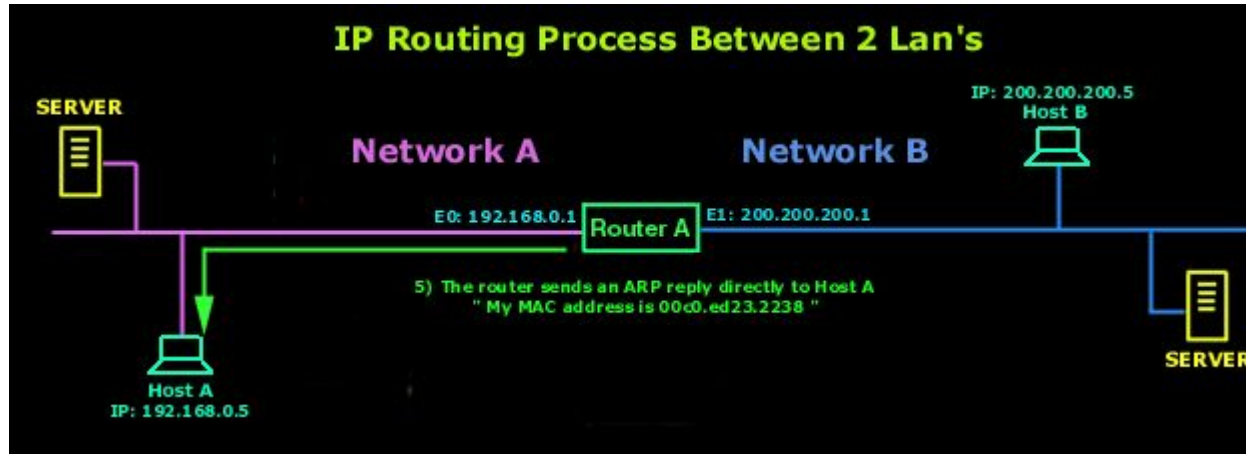 IP Routing Process Between 2 Lan's
IP: 200.200.200.5
Host B
SERVER
Network A
Network B
E0: 192.168.0.1
Router A
E1: 200.200.200.1
5) The router sends an ARP reply directly to Host A
" My MAC address is 00c0.ed23.2238 "
Host A
IP: 192.168.0.5
SERVER